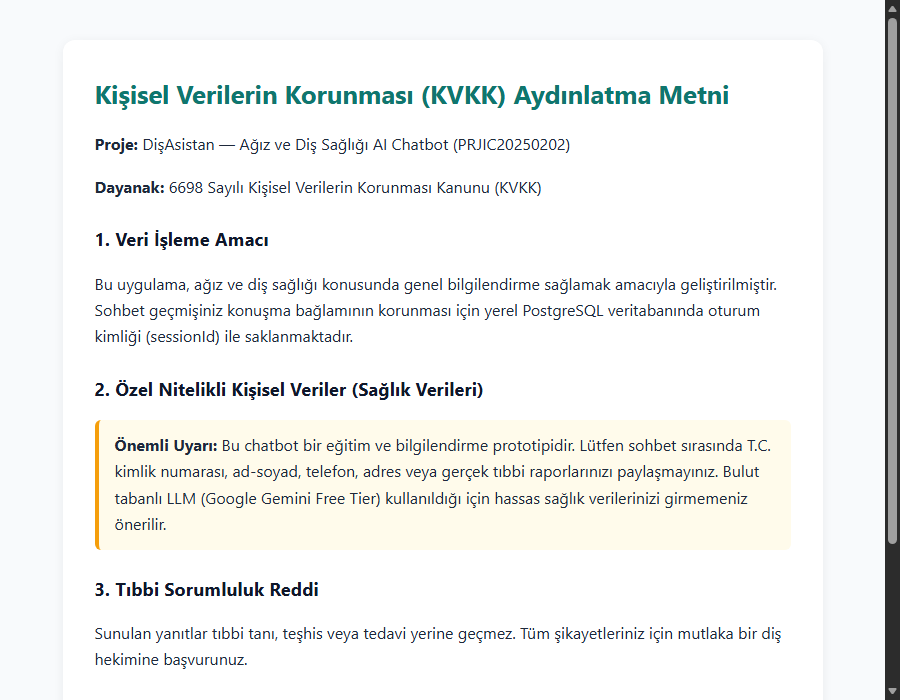 Kişisel Verilerin Korunması (KVKK) Aydınlatma Metni
Proje: DişAsistan — Ağız ve Diş Sağlığı AI Chatbot (PRJIC20250202)
Dayanak: 6698 Sayılı Kişisel Verilerin Korunması Kanunu (KVKK)
1. Veri İşleme Amacı
Bu uygulama, ağız ve diş sağlığı konusunda genel bilgilendirme sağlamak amacıyla geliştirilmiştir.
Sohbet geçmişiniz konuşma bağlamının korunması için yerel PostgreSQL veritabanında oturum
kimliği (sessionId) ile saklanmaktadır.
2. Özel Nitelikli Kişisel Veriler (Sağlık Verileri)
Önemli Uyarı: Bu chatbot bir eğitim ve bilgilendirme prototipidir. Lütfen sohbet sırasında T.C.
kimlik numarası, ad-soyad, telefon, adres veya gerçek tıbbi raporlarınızı paylaşmayınız. Bulut
tabanlı LLM (Google Gemini Free Tier) kullanıldığı için hassas sağlık verilerinizi girmemeniz
önerilir.
3. Tıbbi Sorumluluk Reddi
Sunulan yanıtlar tıbbi tanı, teşhis veya tedavi yerine geçmez. Tüm şikayetleriniz için mutlaka bir diş
hekimine başvurunuz.